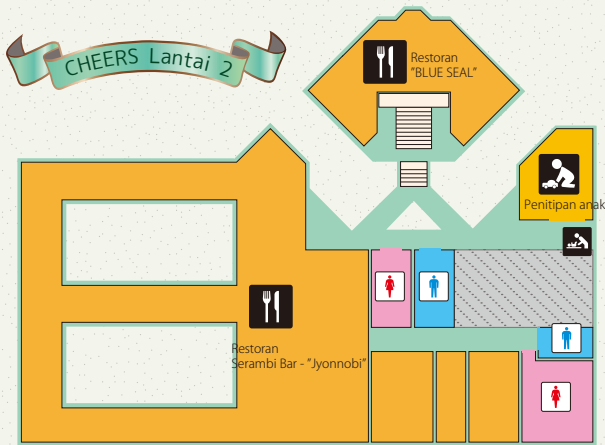 CHEERS Lantai 2
Restoran
"BLUE SEAL"
Penitipan anak
Restoran
Serambi Bar - "Jyonnobi"